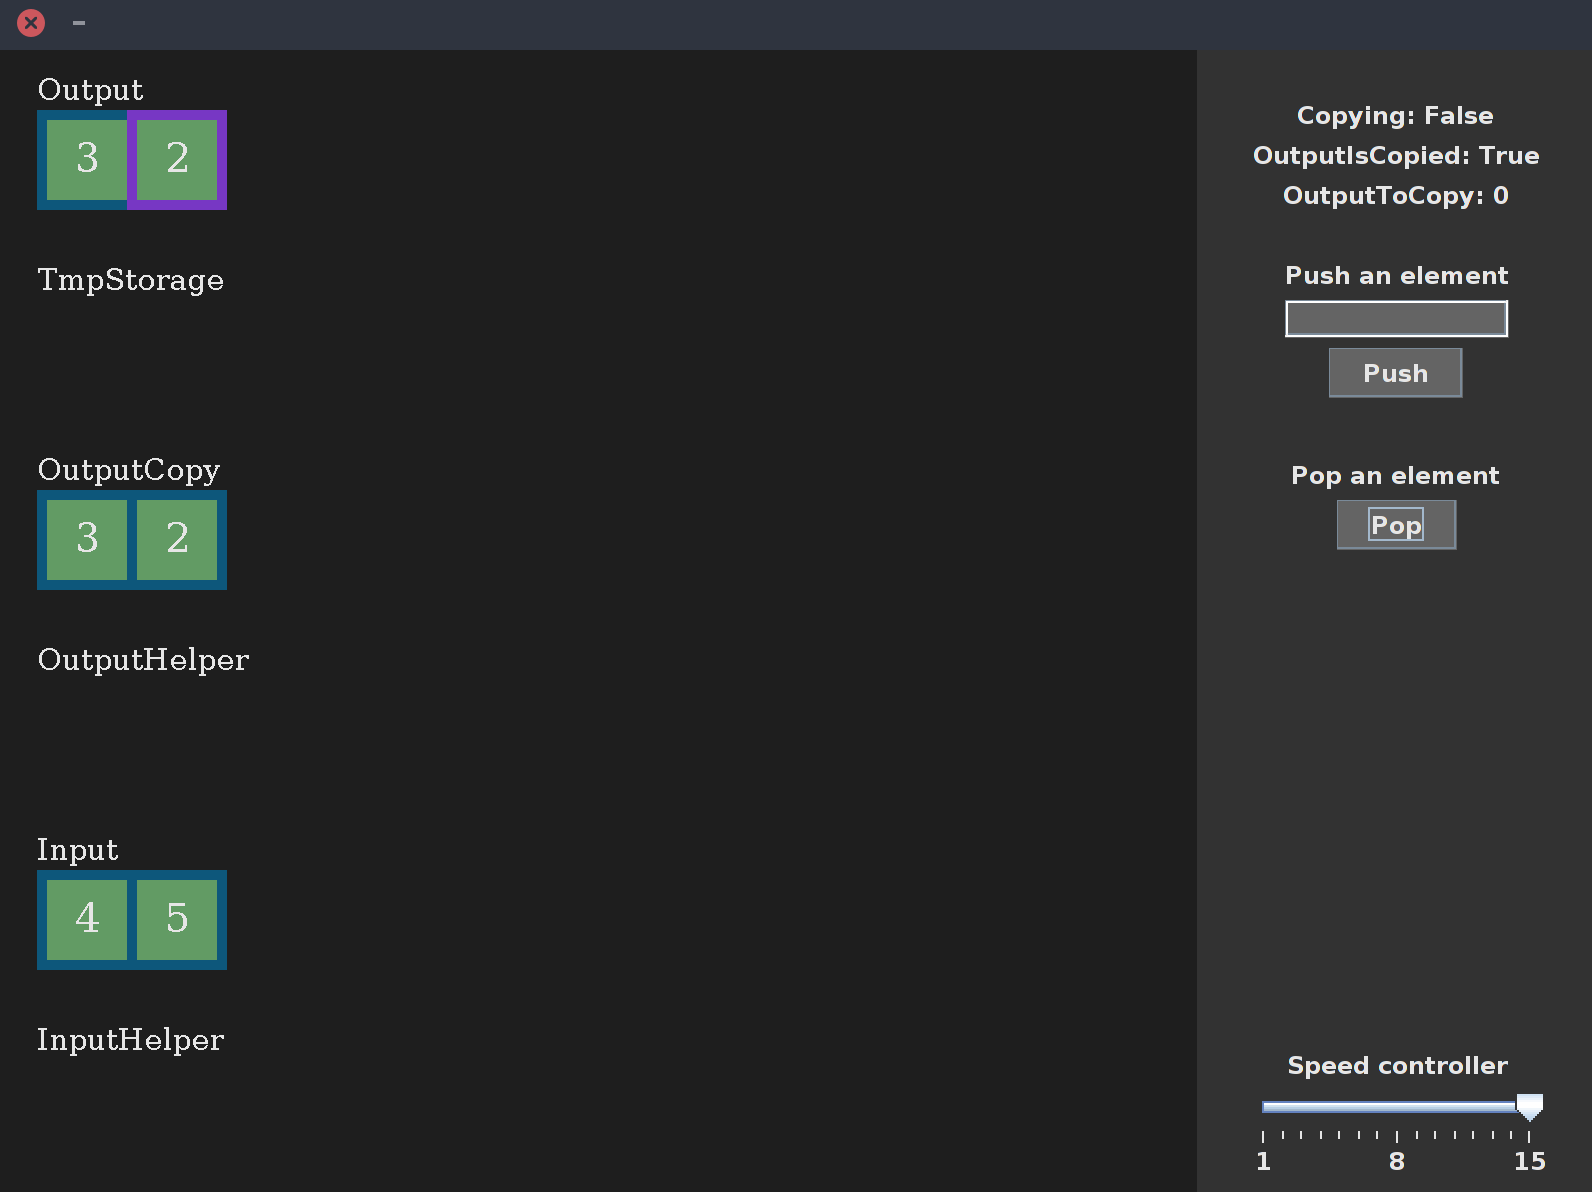 Output
3 2
TmpStorage
OutputCopy
3 2
OutputHelper
Input
4 5
InputHelper
Copying: False
OutputIsCopied: True
OutputToCopy: 0
Push an element
Push
Pop an element
Pop
Speed controller
1 8 15